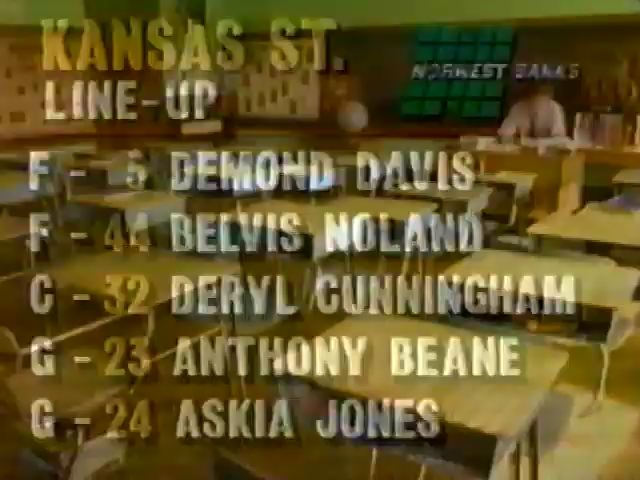 KANSAS ST.
NORWEST BANKS
LINE-UP
F - 5 DEMOND DAVIS
F - 44 BELVIS NOLAND
C - 32 DERYL CUNNINGHAM
G - 23 ANTHONY BEANE
G - 24 ASKIA JONES